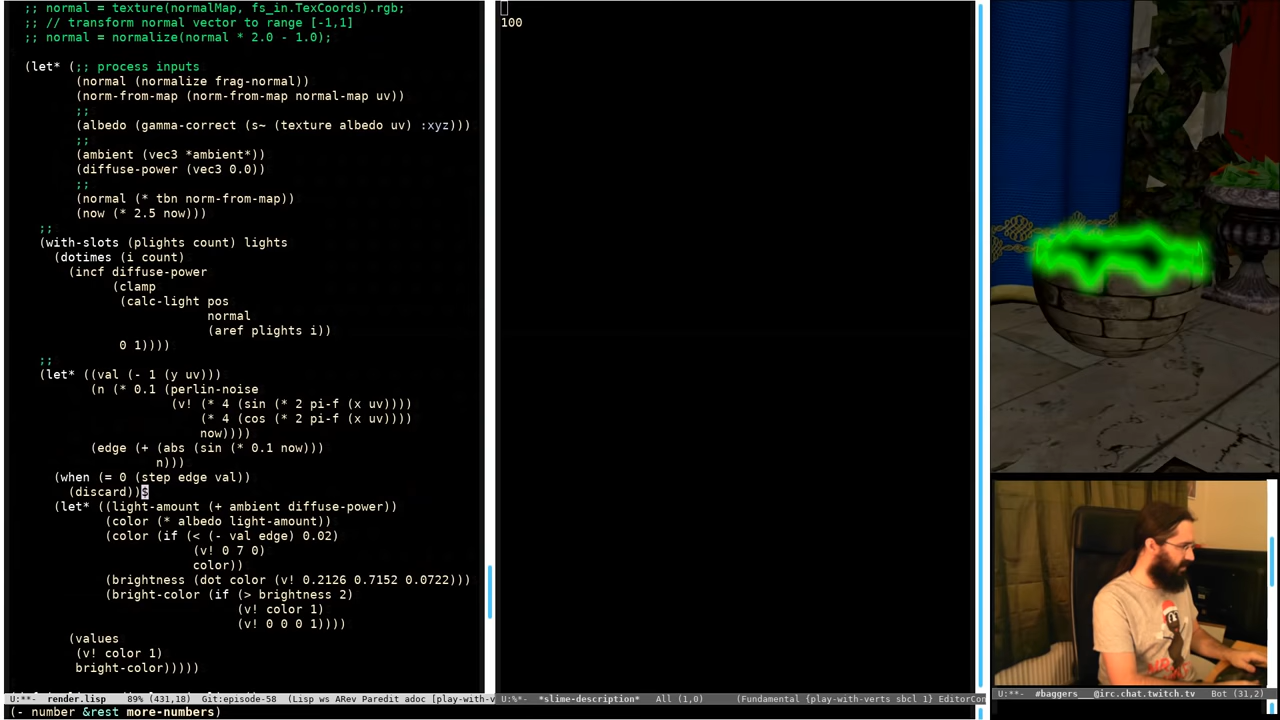 ;; normal = texture(normalMap, fs_in.TexCoords).rgb;
;; // transform normal vector to range [-1,1]
;; normal = normalize(normal * 2.0 - 1.0);
(let* (;; process inputs
(normal (normalize frag-normal))
(norm-from-map (norm-from-map normal-map uv))
;;
(albedo (gamma-correct (s~ (texture albedo uv) :xyz)))
;;
(ambient (vec3 *ambient*))
(diffuse-power (vec3 0.0))
;;
(normal (* tbn norm-from-map))
(now (* 2.5 now)))
;;
(with-slots (plights count) lights
(dotimes (i count)
(incf diffuse-power
(clamp
(calc-light pos
normal
(aref plights i))
0 1))))
;;
(let* ((val (- 1 (y uv)))
(n (* 0.1 (perlin-noise
(v! (* 4 (sin (* 2 pi-f (x uv))))
(* 4 (cos (* 2 pi-f (x uv))))
now))))
(edge (+ (abs (sin (* 0.1 now)))
n)))
(when (= 0 (step edge val))
(discard))$
(let* ((light-amount (+ ambient diffuse-power))
(color (* albedo light-amount))
(color (if (< (- val edge) 0.02)
(v! 0 7 0)
color))
(brightness (dot color (v! 0.2126 0.7152 0.0722)))
(bright-color (if (> brightness 2)
(v! color 1)
(v! 0 0 0 1))))
(values
(v! color 1)
bright-color)))))
U:**- render.lisp 89% (431,18) Git:episode-58 (Lisp ws ARev Paredit adoc [play-with-v
(- number &rest more-numbers)
100
U:%*- *slime-description* All (1,0) (Fundamental {play-with-verts sbcl 1} EditorCon
U:**- #baggers___@irc.chat.twitch.tv Bot (31,2)